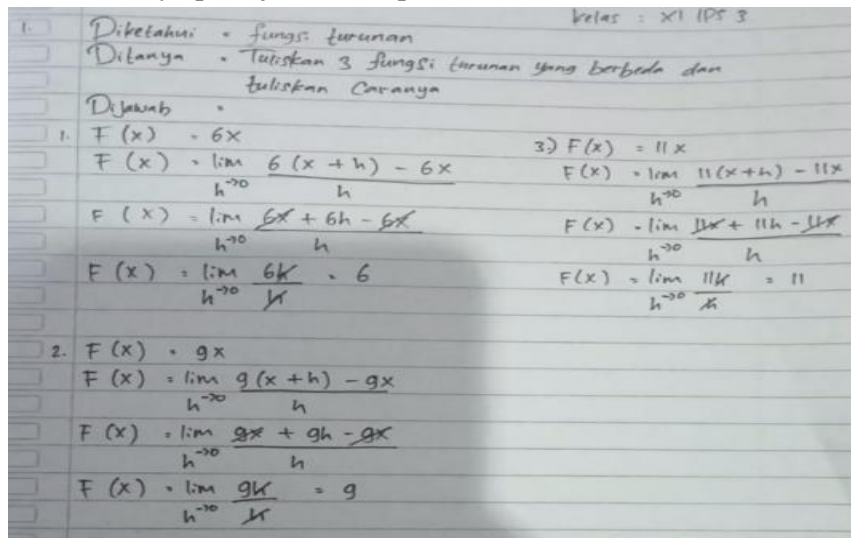 kelas : XI IPS 3
1. Diketahui = fungsi turunan
Ditanya = Tuliskan 3 fungsi turunan yang berbeda dan
tuliskan Caranya
Dijawab =
1. F (x) = 6x
F (x) = lim h→0 6 (x + h) - 6x / h
F (x) = lim h→0 6x + 6h - 6x / h
F (x) = lim h→0 6h / h = 6
2. F (x) = 9x
F (x) = lim h→0 9 (x + h) - 9x / h
F (x) = lim h→0 9x + 9h - 9x / h
F (x) = lim h→0 9h / h = 9
3.) F(x) = 11x
F(x) = lim h→0 11(x+h) - 11x / h
F(x) = lim h→0 11x + 11h - 11x / h
F(x) = lim h→0 11h / h = 11